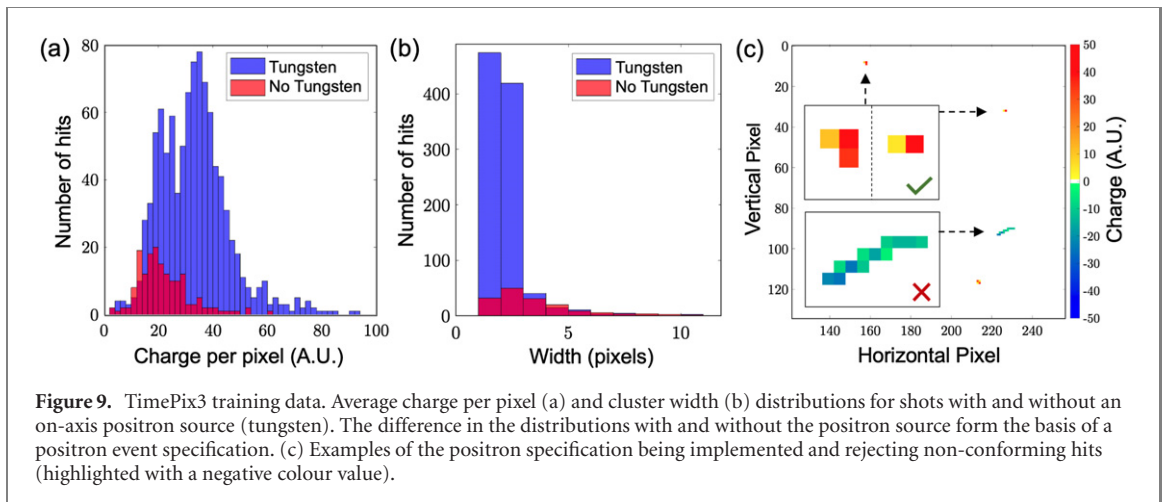 (a)
80
60
40
20
0
Number of hits
Tungsten
No Tungsten
0 20 40 60 80 100
Charge per pixel (A.U.)
(b)
400
300
200
100
0
Number of hits
Tungsten
No Tungsten
0 5 10
Width (pixels)
(c)
0
20
40
60
80
100
120
Vertical Pixel
140 160 180 200 220 240
Horizontal Pixel
50
40
30
20
10
0
-10
-20
-30
-40
-50
Charge (A.U.)
Figure 9. TimePix3 training data. Average charge per pixel (a) and cluster width (b) distributions for shots with and without an
on-axis positron source (tungsten). The difference in the distributions with and without the positron source form the basis of a
positron event specification. (c) Examples of the positron specification being implemented and rejecting non-conforming hits
(highlighted with a negative colour value).